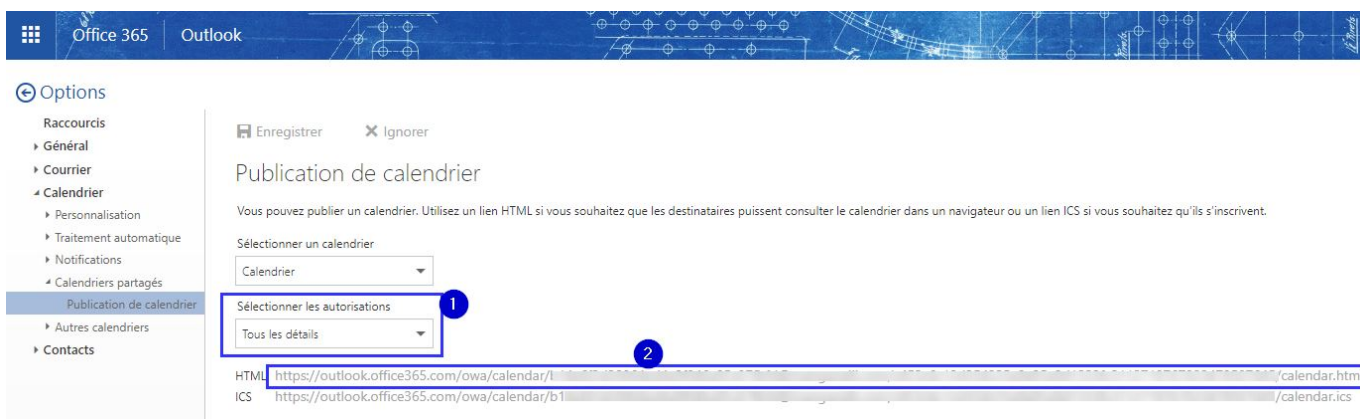 Office 365 Outlook
Options
Raccourcis
Général
Courrier
Calendrier
Personnalisation
Traitement automatique
Notifications
Calendriers partagés
Publication de calendrier
Autres calendriers
Contacts
Enregistrer Ignorer
Publication de calendrier
Vous pouvez publier un calendrier. Utilisez un lien HTML si vous souhaitez que les destinataires puissent consulter le calendrier dans un navigateur ou un lien ICS si vous souhaitez qu'ils s'inscrivent.
Sélectionner un calendrier
Calendrier
Sélectionner les autorisations
1
Tous les détails
2
HTML https://outlook.office365.com/owa/calendar/ /calendar.htm
ICS https://outlook.office365.com/owa/calendar/b1 /calendar.ics